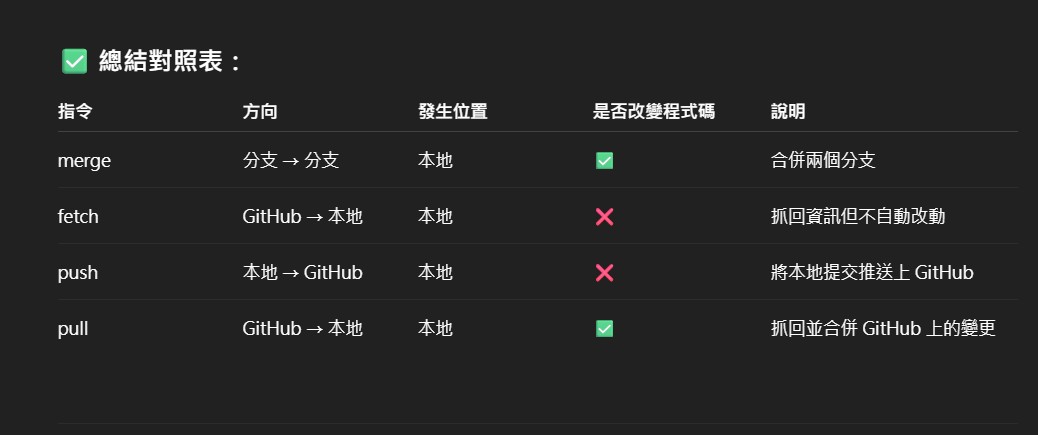 ✅ 總結對照表：
指令 方向 發生位置 是否改變程式碼 說明
merge 分支 → 分支 本地 ✅ 合併兩個分支
fetch GitHub → 本地 本地 ❌ 抓回資訊但不自動改動
push 本地 → GitHub 本地 ❌ 將本地提交推送上 GitHub
pull GitHub → 本地 本地 ✅ 抓回並合併 GitHub 上的變更